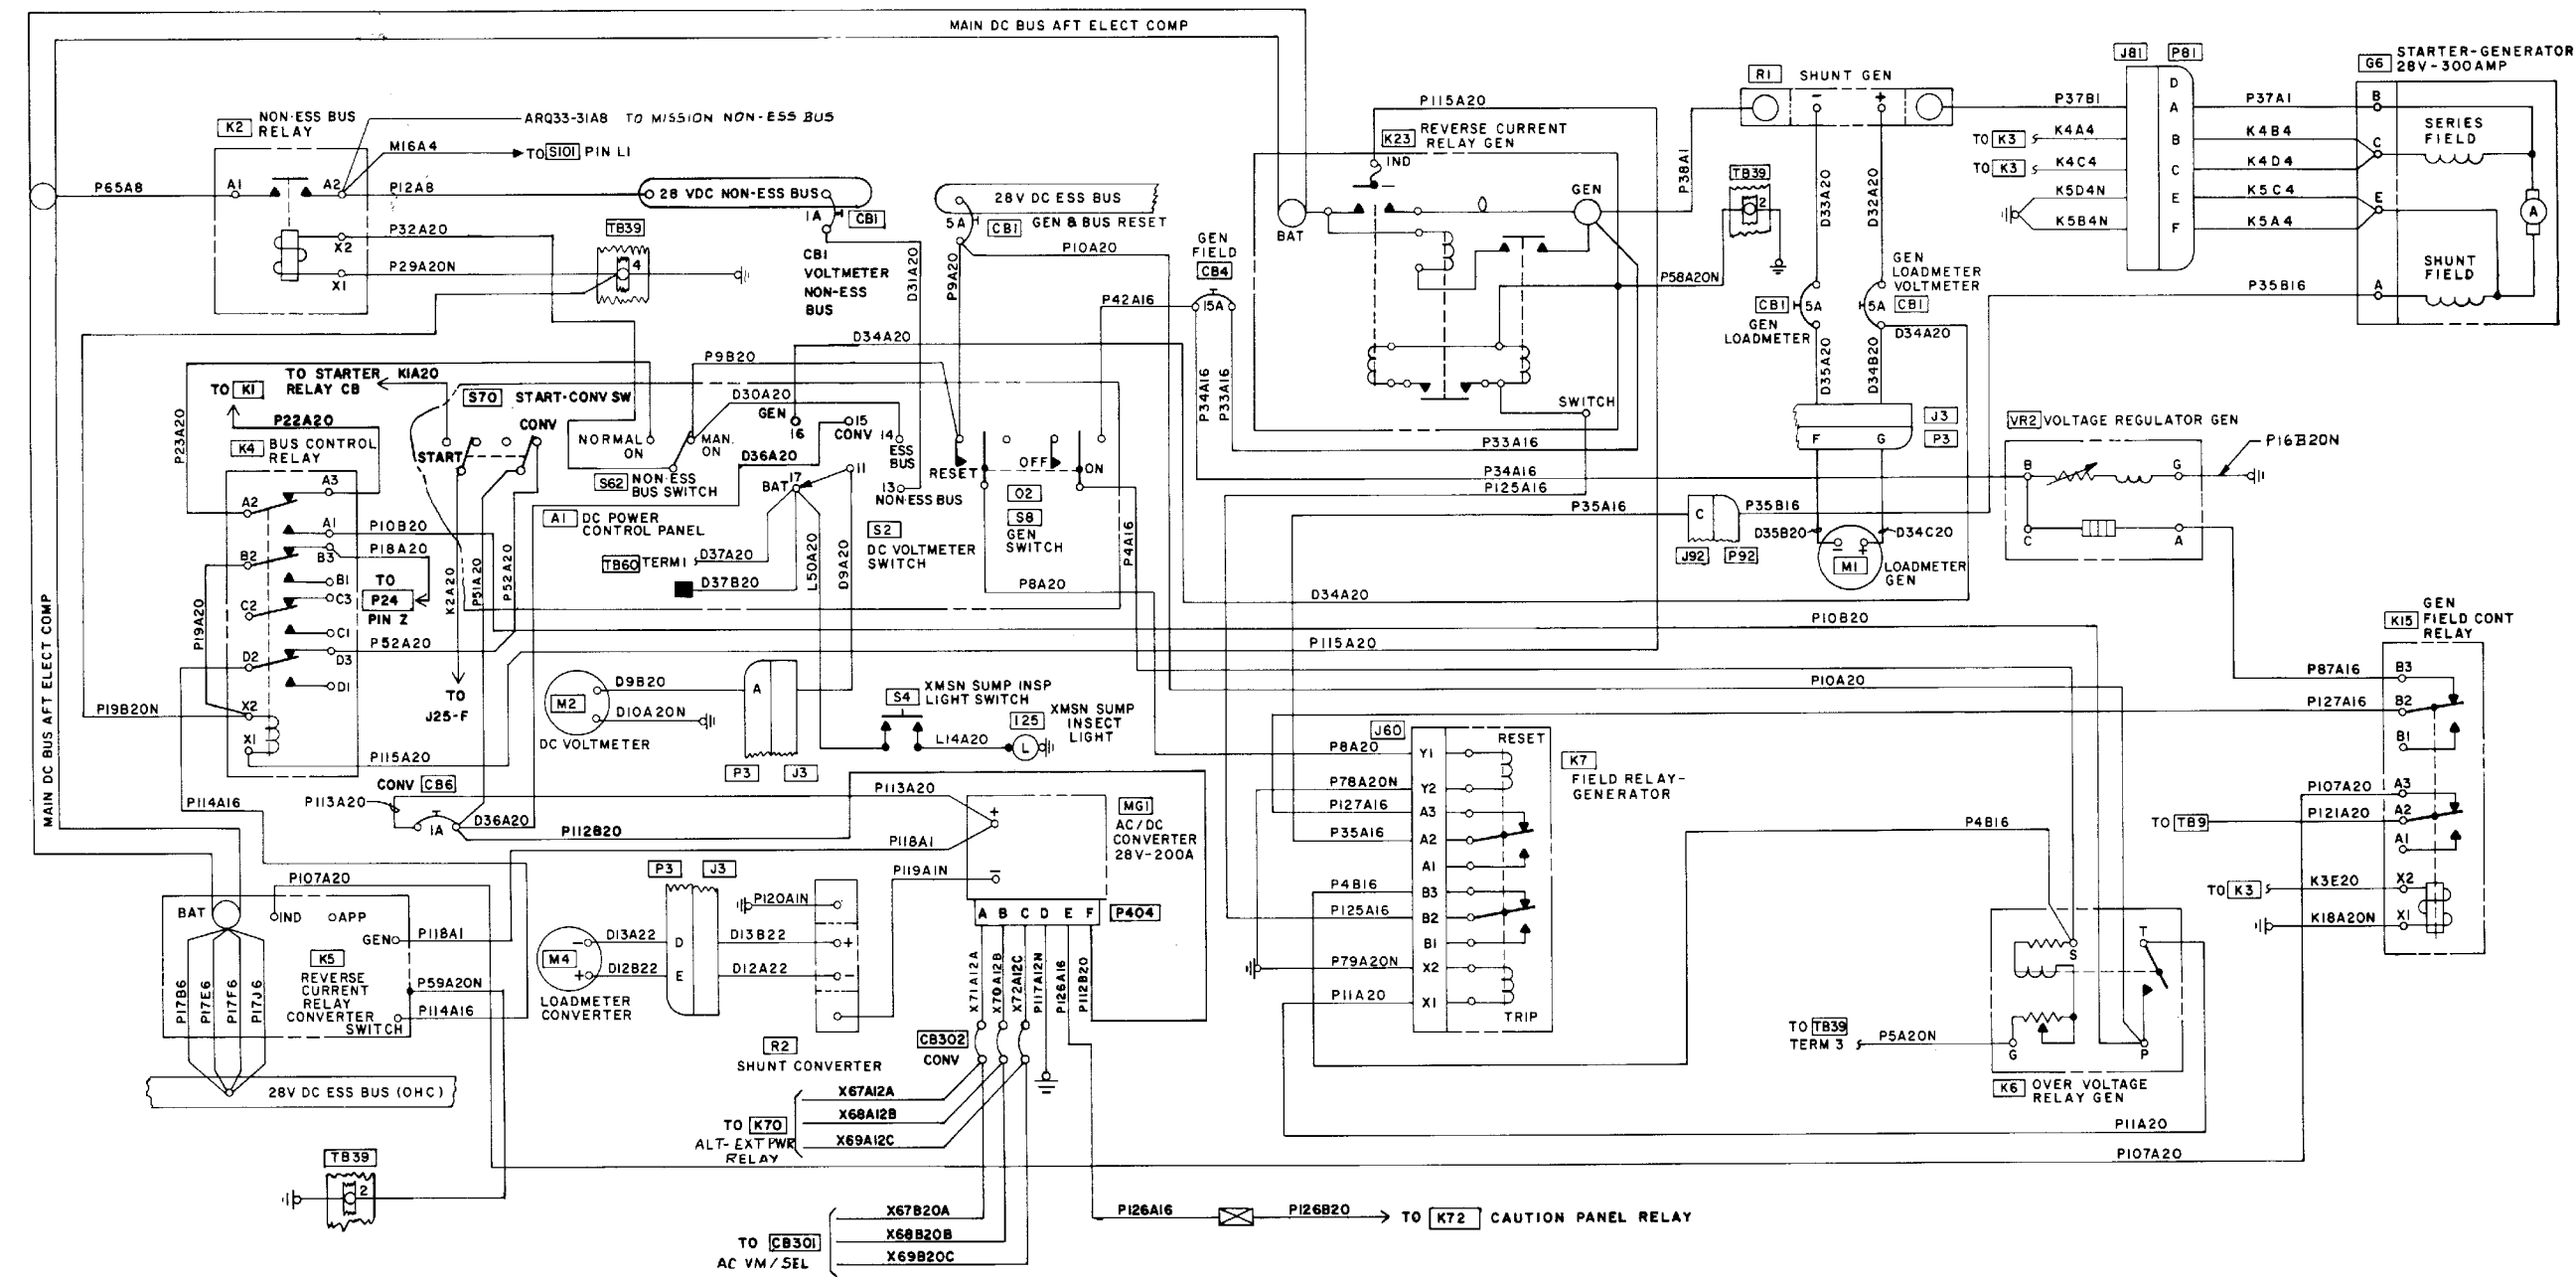 MAIN DC BUS AFT ELECT COMP
K2 NON-ESS BUS
RELAY
ARQ33-31A8 TO MISSION NON-ESS BUS
M16A4
TO S101 PIN L1
P65A8
A1
A2
P12A8
28 VDC NON-ESS BUS
1A
CB1
P32A20
X2
P29A20N
X1
TB39
4
CB1
VOLTMETER
NON-ESS
BUS
D31A20
28V DC ESS BUS
5A
CB1
GEN & BUS RESET
P10A20
P9A20
GEN
FIELD
CB4
15A
P42A16
P34A16
P33A16
P115A20
K23 REVERSE CURRENT
RELAY GEN
IND
BAT
GEN
SWITCH
P38A1
P58A20N
TB39
2
R1 SHUNT GEN
-
+
D33A20
D32A20
CB1
5A
GEN
LOADMETER
GEN
LOADMETER
VOLTMETER
5A
CB1
D34A20
D35A20
D34B20
J3
P3
F
G
D35B20
D34C20
-
+
M1
LOADMETER
GEN
J81
P81
D
A
B
C
E
F
P37B1
TO K3
K4A4
TO K3
K4C4
K5D4N
K5B4N
P37A1
K4B4
K4D4
K5C4
K5A4
P35B16
G6 STARTER-GENERATOR
28V-300AMP
B
C
E
A
SERIES
FIELD
SHUNT
FIELD
A
VR2 VOLTAGE REGULATOR GEN
P16B20N
B
G
C
A
P33A16
P34A16
P125A16
P35A16
C
P35B16
J92
P92
D34A20
P9B20
D30A20
TO K1
TO STARTER
RELAY CB
K1A20
P23A20
P22A20
S70 START-CONV SW
CONV
START
NORMAL
ON
MAN.
ON
S62 NON-ESS
BUS SWITCH
GEN
16
15
CONV
14
ESS
BUS
13
NON-ESS BUS
D36A20
BAT 17
11
RESET
OFF
ON
O2
S8
GEN
SWITCH
A1 DC POWER
CONTROL PANEL
S2
DC VOLTMETER
SWITCH
TB60 TERM 1
D37A20
D37B20
L50A20
D9A20
P8A20
P4A16
D34A20
K4 BUS CONTROL
RELAY
A3
A2
A1
B2
B3
B1
C3
C2
C1
D2
D3
D1
X2
X1
P10B20
P18A20
TO
P24
PIN Z
P19A20
P52A20
K2A20
P51A20
P52A20
TO
J25-F
P19B20N
P115A20
P10B20
P115A20
P10A20
MAIN DC BUS AFT ELECT COMP
M2
DC VOLTMETER
D9B20
D10A20N
A
P3
J3
S4 XMSN SUMP INSP
LIGHT SWITCH
L14A20
L
I25
XMSN SUMP
INSECT
LIGHT
CONV CB6
P113A20
1A
D36A20
P112B20
P113A20
P118A1
P114A16
MG1
AC/DC
CONVERTER
28V-200A
+
-
P119A1N
A B C D E F
P404
X71A12A
X70A12B
X72A12C
P117A12N
P126A16
P112B20
CB302
CONV
P107A20
BAT
IND
APP
GEN
P118A1
K5
REVERSE
CURRENT
RELAY
CONVERTER
SWITCH
P59A20N
P114A16
P17B6
P17E6
P17F6
P17J6
28V DC ESS BUS (OHC)
TB39
2
M4
-
+
LOADMETER
CONVERTER
D13A22
D12B22
P3
J3
D
E
D13B22
D12A22
P120A1N
+
-
R2
SHUNT CONVERTER
TO K70
ALT-EXT PWR
RELAY
X67A12A
X68A12B
X69A12C
TO CB301
AC VM/SEL
X67B20A
X68B20B
X69B20C
P126A16
P126B20
TO K72 CAUTION PANEL RELAY
J60
K7
FIELD RELAY-
GENERATOR
RESET
TRIP
P8A20 Y1
P78A20N Y2
P127A16 A3
P35A16 A2
A1
P4B16 B3
P125A16 B2
B1
P79A20N X2
P11A20 X1
P4B16
S
T
G
P
TO TB39
TERM 3
P5A20N
K6 OVER VOLTAGE
RELAY GEN
P11A20
P107A20
GEN
K15 FIELD CONT
RELAY
P87A16 B3
P127A16 B2
B1
P107A20 A3
TO TB9
P121A20 A2
A1
TO K3
K3E20 X2
K18A20N X1